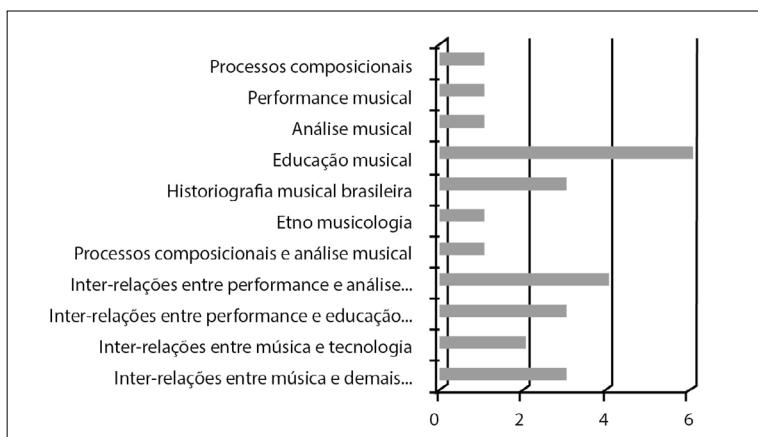 Processos composicionais
Performance musical
Análise musical
Educação musical
Historiografia musical brasileira
Etno musicologia
Processos composicionais e análise musical
Inter-relações entre performance e análise...
Inter-relações entre performance e educação...
Inter-relações entre música e tecnologia
Inter-relações entre música e demais...
0 2 4 6